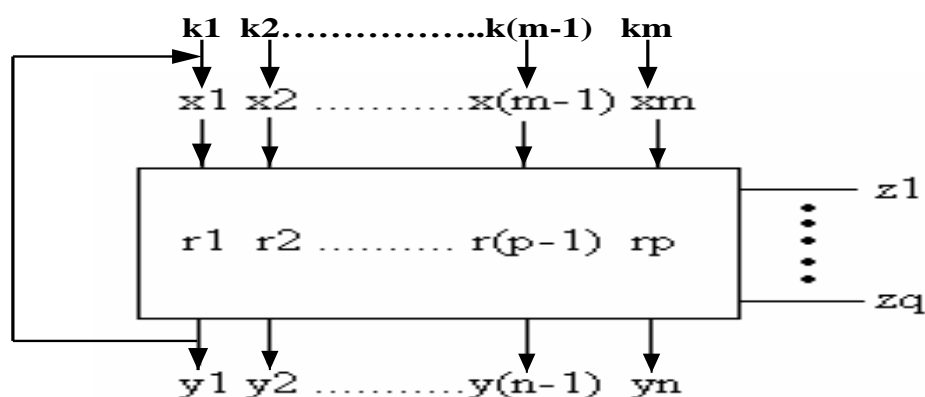 k1 k2………………..k(m-1) km
x1 x2 ...........x(m-1) xm
z1
r1 r2 .......... r(p-1) rp
zq
y1 y2 ...........y(n-1) yn